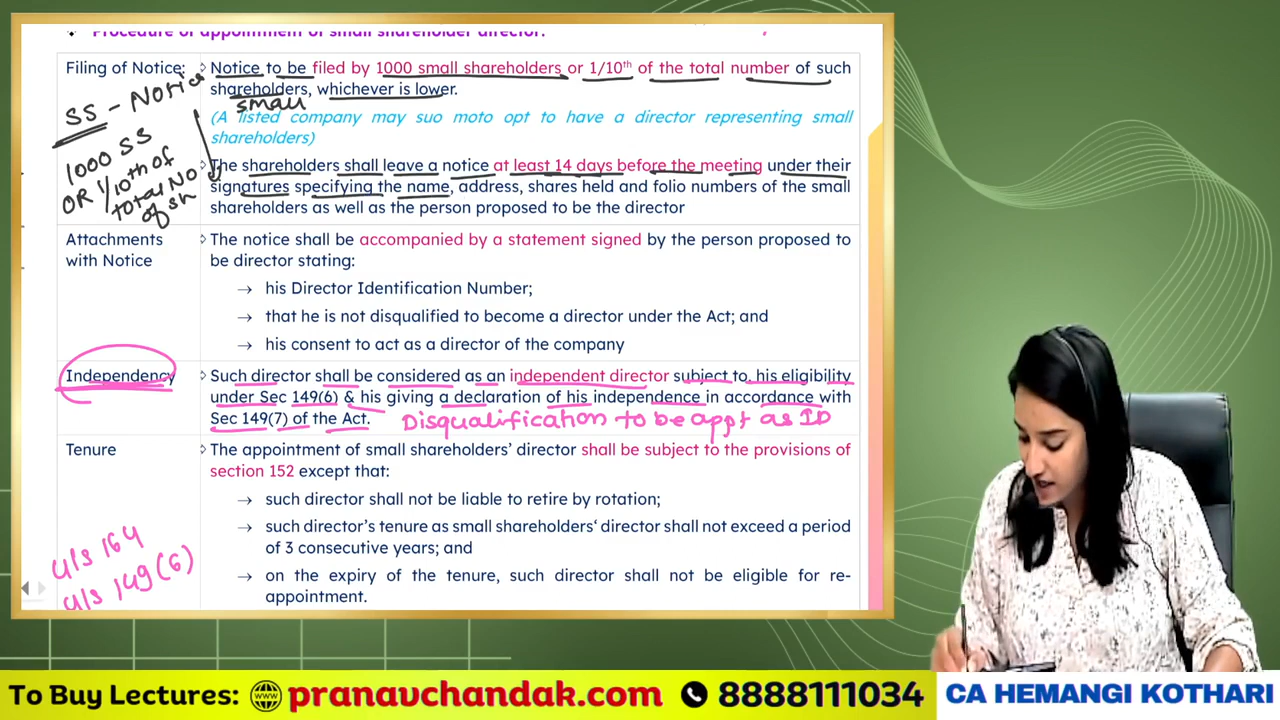 Procedure of appointment of small shareholder director:
Filing of Notice:
Notice to be filed by 1000 small shareholders or 1/10th of the total number of such
shareholders, whichever is lower.
small
(A listed company may suo moto opt to have a director representing small
shareholders)
The shareholders shall leave a notice at least 14 days before the meeting under their
signatures specifying the name, address, shares held and folio numbers of the small
shareholders as well as the person proposed to be the director
SS - Notice
1000 SS
OR 1/10th of
total No
of sh
Attachments
with Notice
The notice shall be accompanied by a statement signed by the person proposed to
be director stating:
→ his Director Identification Number;
→ that he is not disqualified to become a director under the Act; and
→ his consent to act as a director of the company
Independency
Such director shall be considered as an independent director subject to his eligibility
under Sec 149(6) & his giving a declaration of his independence in accordance with
Sec 149(7) of the Act.
Disqualification to be appt as ID
Tenure
The appointment of small shareholders' director shall be subject to the provisions of
section 152 except that:
→ such director shall not be liable to retire by rotation;
→ such director's tenure as small shareholders' director shall not exceed a period
of 3 consecutive years; and
→ on the expiry of the tenure, such director shall not be eligible for re-
appointment.
u/s 164
u/s 149(6)
To Buy Lectures: pranavchandak.com 8888111034 CA HEMANGI KOTHARI